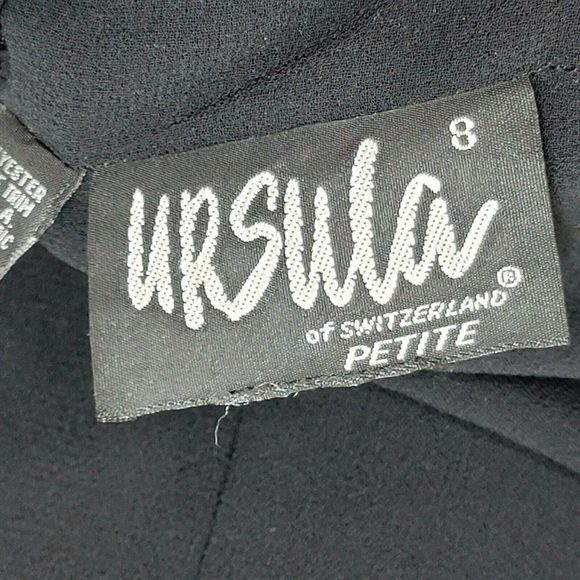 8
URSULA
of SWITZERLAND®
PETITE